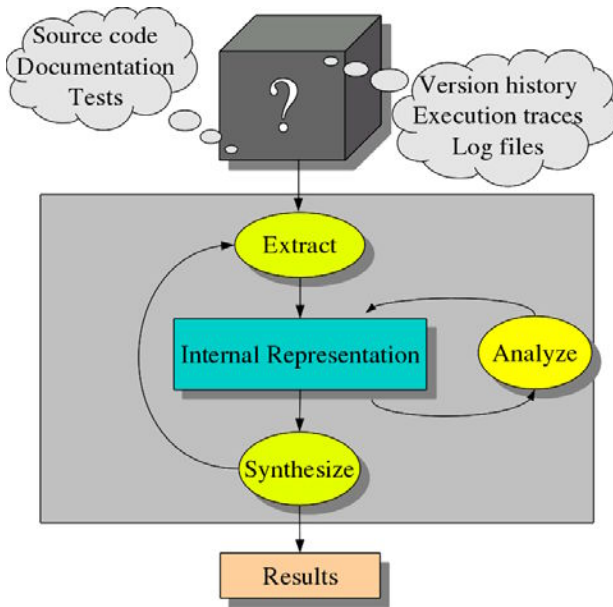 Source code
Documentation
Tests
?
Version history
Execution traces
Log files
Extract
Internal Representation
Analyze
Synthesize
Results